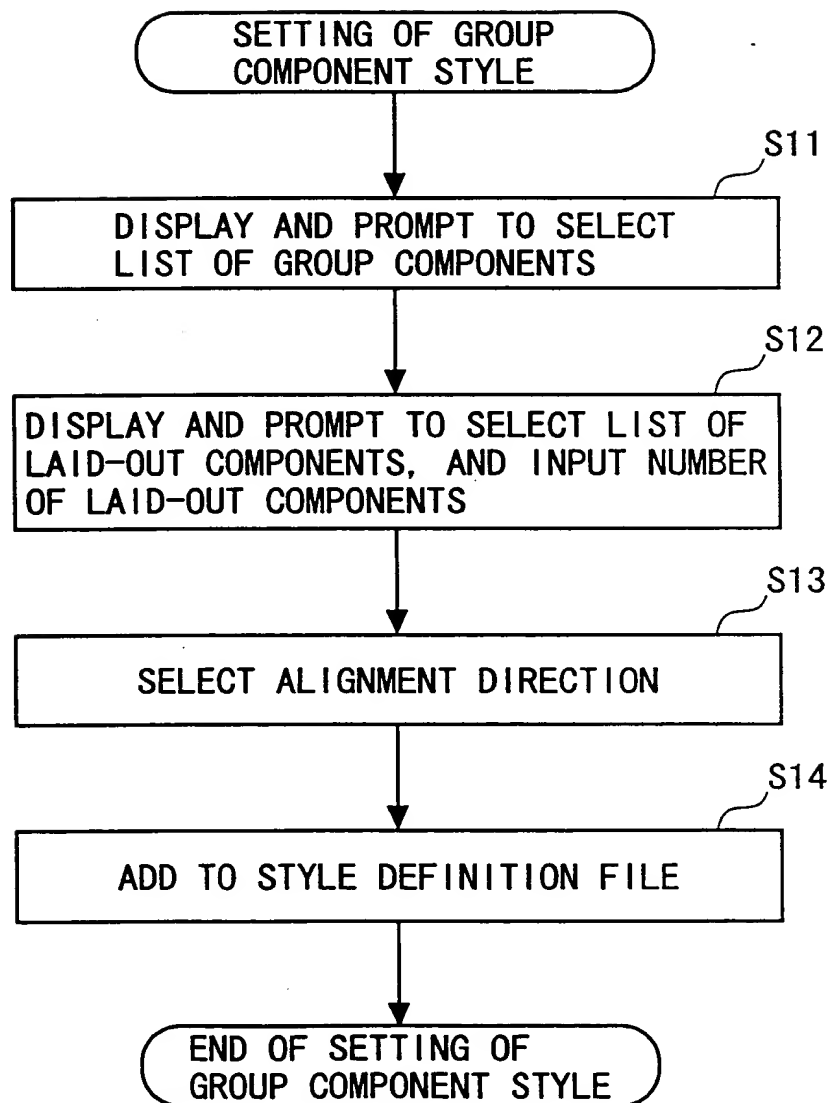 SETTING OF GROUP
COMPONENT STYLE
S11
DISPLAY AND PROMPT TO SELECT
LIST OF GROUP COMPONENTS
S12
DISPLAY AND PROMPT TO SELECT LIST OF
LAID-OUT COMPONENTS, AND INPUT NUMBER
OF LAID-OUT COMPONENTS
S13
SELECT ALIGNMENT DIRECTION
S14
ADD TO STYLE DEFINITION FILE
END OF SETTING OF
GROUP COMPONENT STYLE